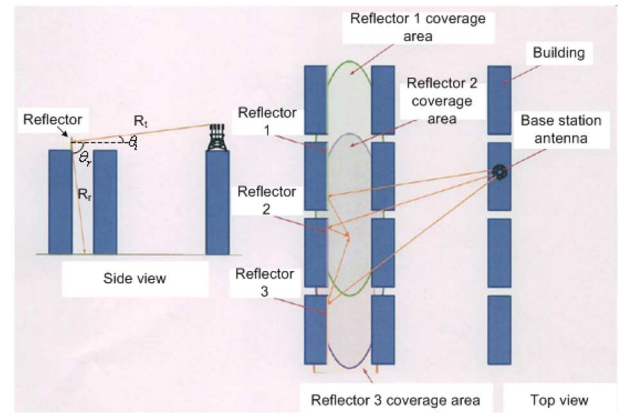 Reflector 1 coverage
area
Building
Reflector 2
coverage
area
Reflector
Rt
θi
Reflector
1
Base station
antenna
θr
Rr
Reflector
2
Side view
Reflector
3
Reflector 3 coverage area
Top view